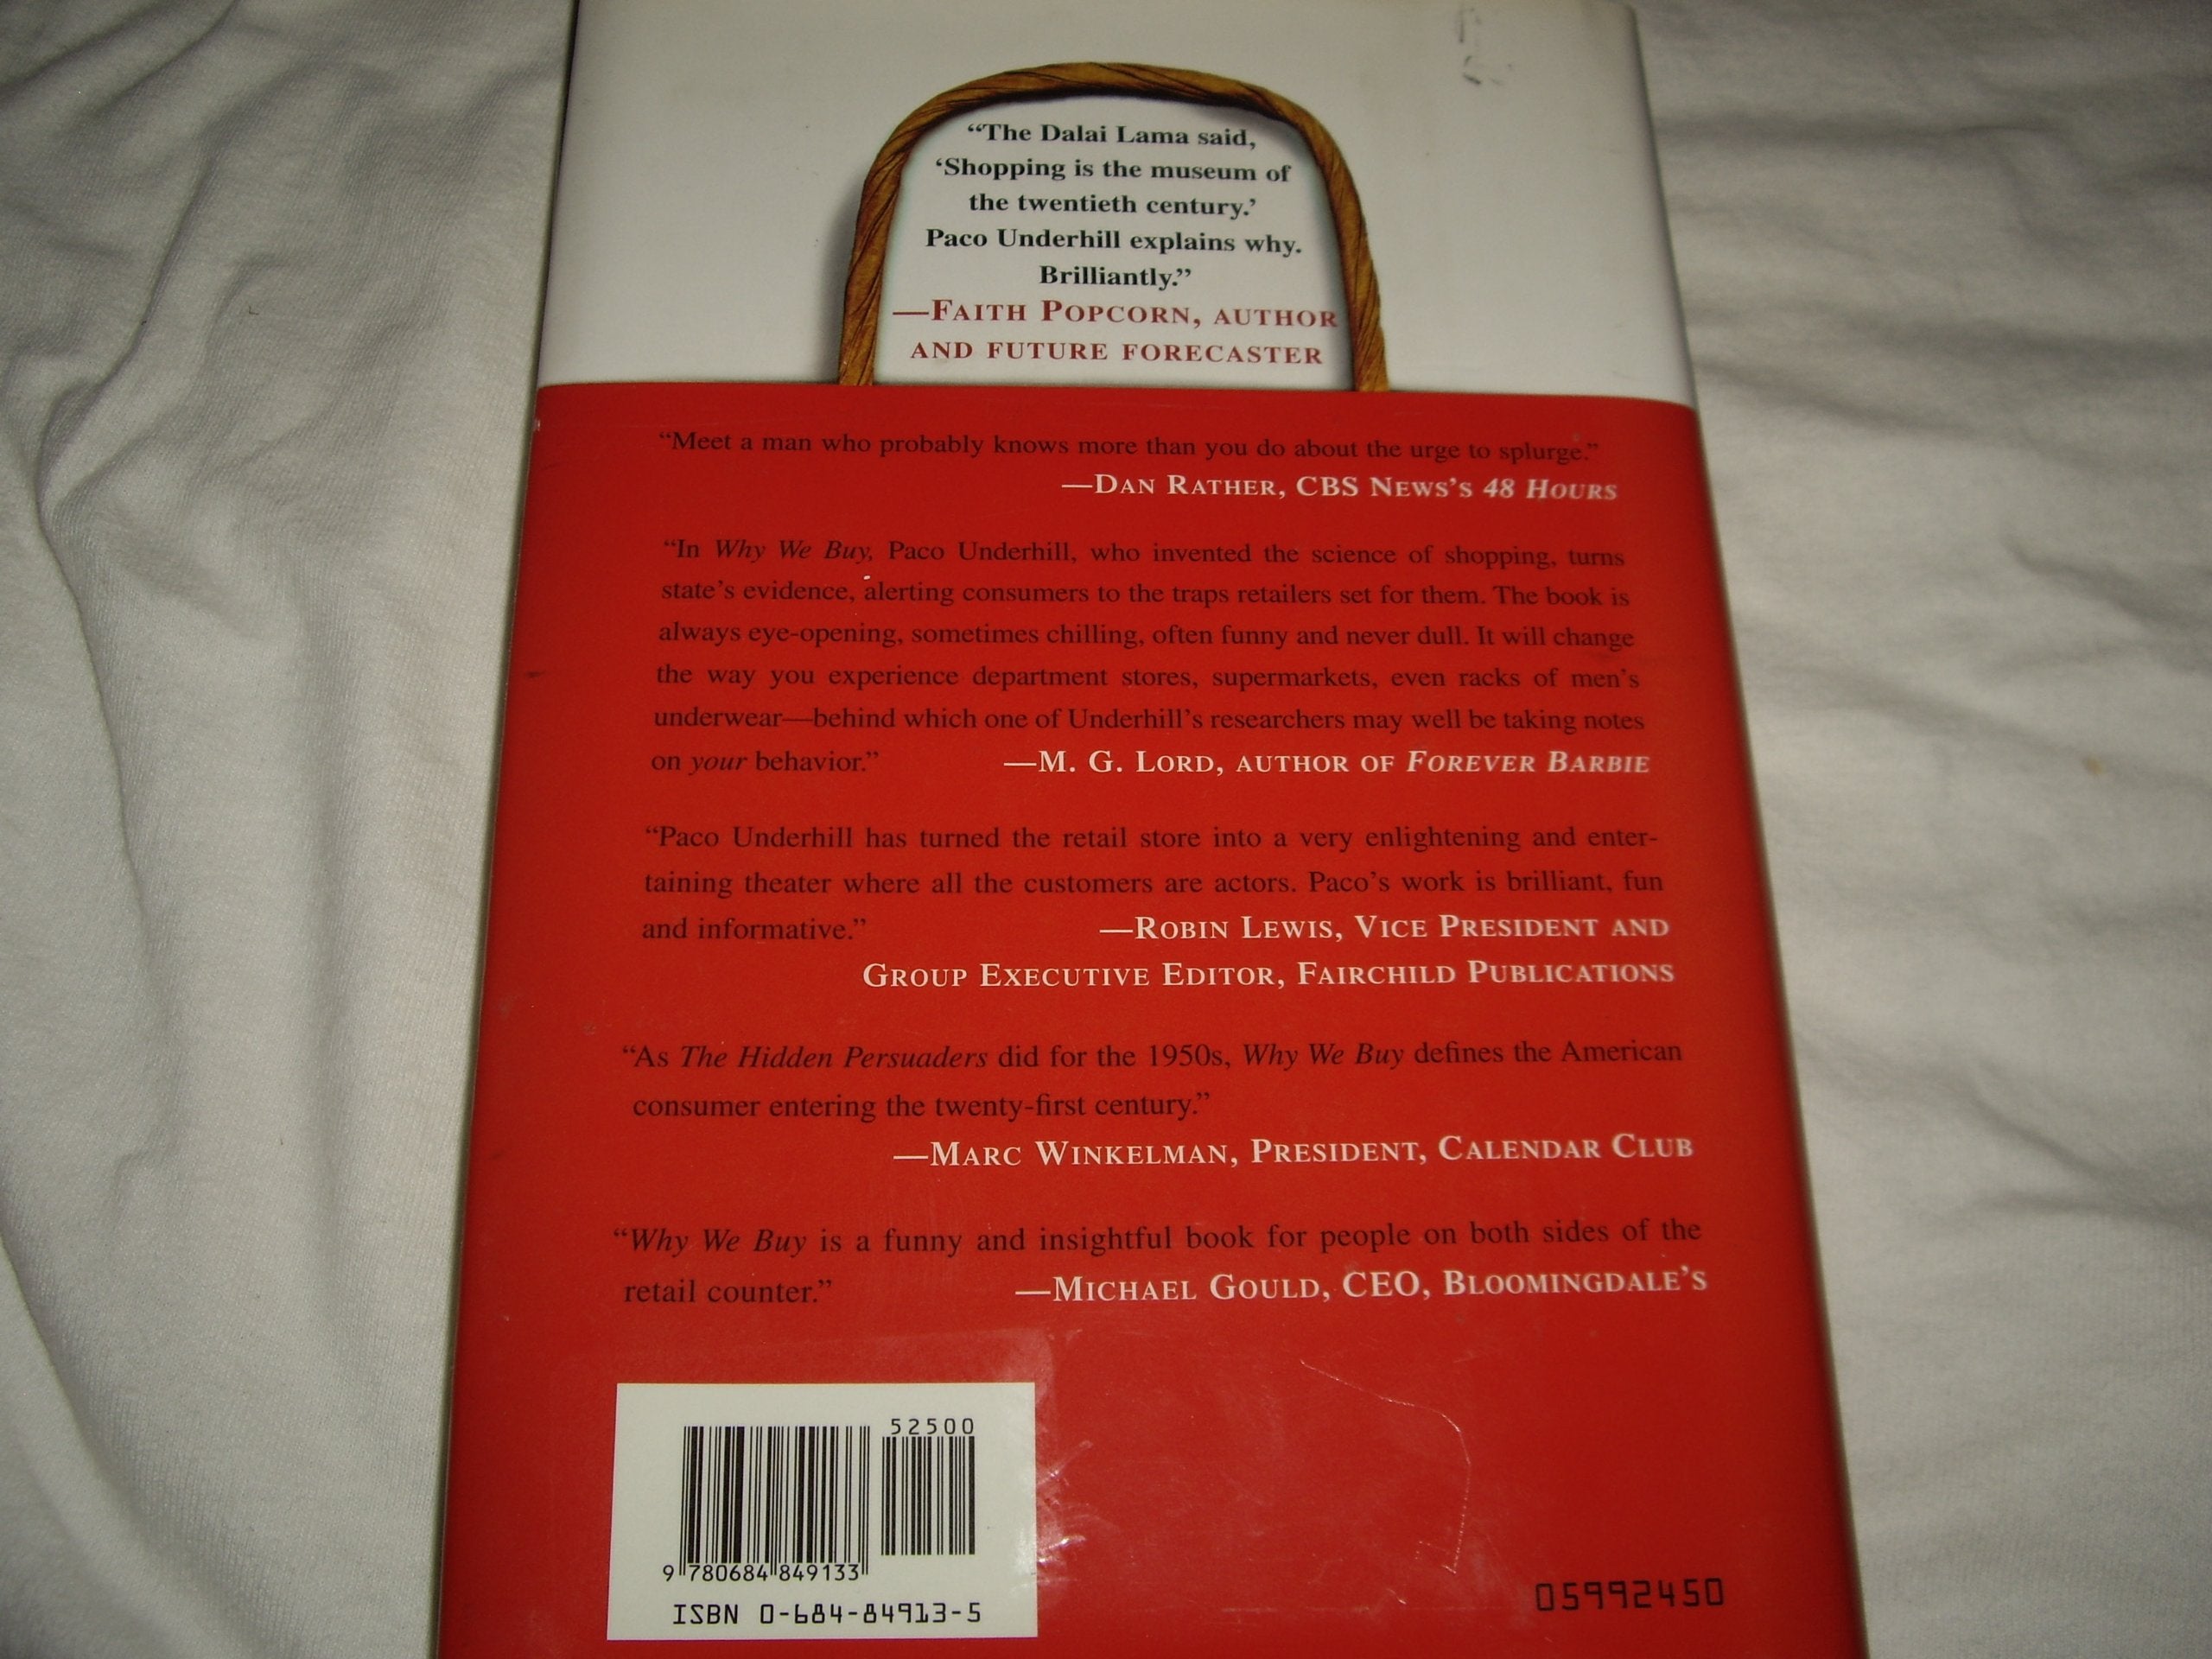 “The Dalai Lama said,
‘Shopping is the museum of
the twentieth century.’
Paco Underhill explains why.
Brilliantly.”
—FAITH POPCORN, AUTHOR
AND FUTURE FORECASTER
“Meet a man who probably knows more than you do about the urge to splurge.”
—DAN RATHER, CBS NEWS’S 48 HOURS
“In Why We Buy, Paco Underhill, who invented the science of shopping, turns
state’s evidence, alerting consumers to the traps retailers set for them. The book is
always eye-opening, sometimes chilling, often funny and never dull. It will change
the way you experience department stores, supermarkets, even racks of men’s
underwear—behind which one of Underhill’s researchers may well be taking notes
on your behavior.” —M. G. LORD, AUTHOR OF FOREVER BARBIE
“Paco Underhill has turned the retail store into a very enlightening and enter-
taining theater where all the customers are actors. Paco’s work is brilliant, fun
and informative.” —ROBIN LEWIS, VICE PRESIDENT AND
GROUP EXECUTIVE EDITOR, FAIRCHILD PUBLICATIONS
“As The Hidden Persuaders did for the 1950s, Why We Buy defines the American
consumer entering the twenty-first century.”
—MARC WINKELMAN, PRESIDENT, CALENDAR CLUB
“Why We Buy is a funny and insightful book for people on both sides of the
retail counter.” —MICHAEL GOULD, CEO, BLOOMINGDALE’S
52500
9 780684 849133
ISBN 0-684-84913-5
05992450